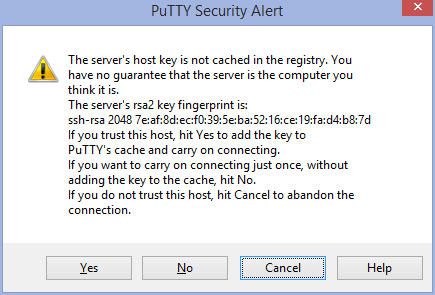 PuTTY Security Alert
The server's host key is not cached in the registry. You
have no guarantee that the server is the computer you
think it is.
The server's rsa2 key fingerprint is:
ssh-rsa 2048 7e:af:8d:ec:f0:39:5e:ba:52:16:ce:19:fa:d4:b8:7d
If you trust this host, hit Yes to add the key to
PuTTY's cache and carry on connecting.
If you want to carry on connecting just once, without
adding the key to the cache, hit No.
If you do not trust this host, hit Cancel to abandon the
connection.
Yes No Cancel Help